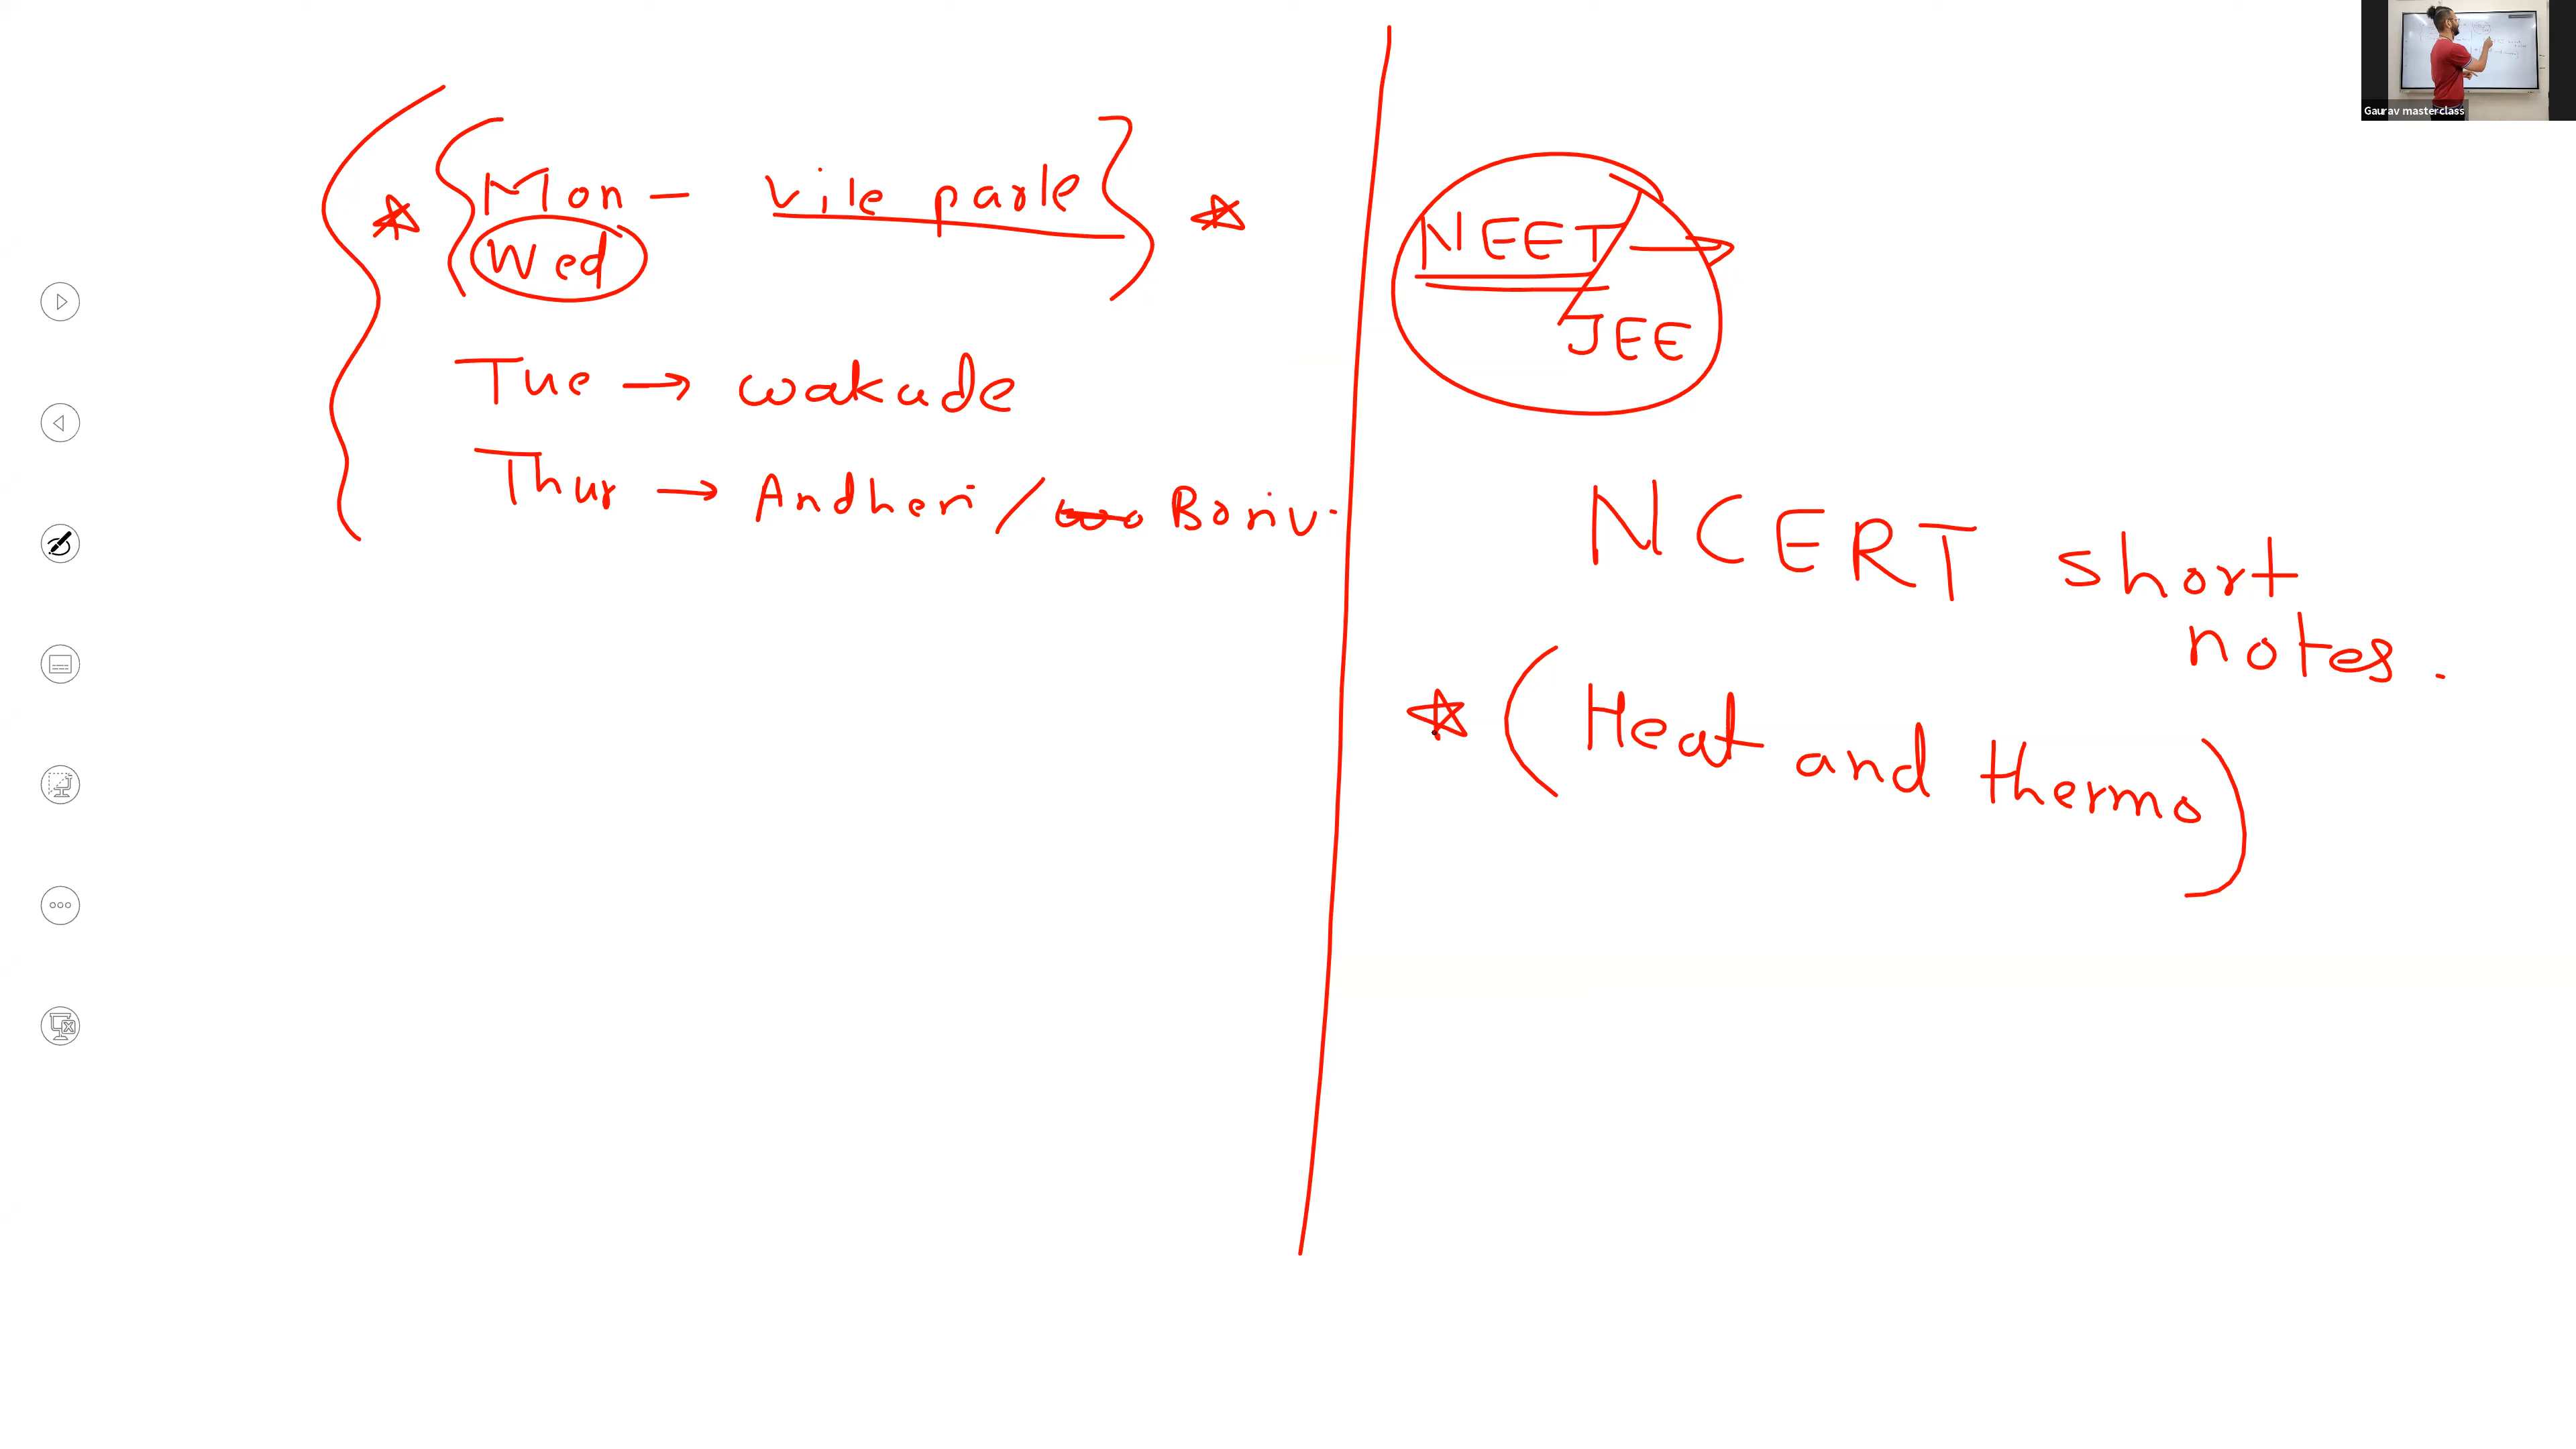 Mon - vile parle
Wed
Tue → wakade
Thur → Andheri / Boriv.
NEET
JEE
NCERT short
notes.
(Heat and thermo)
Gaurav masterclass